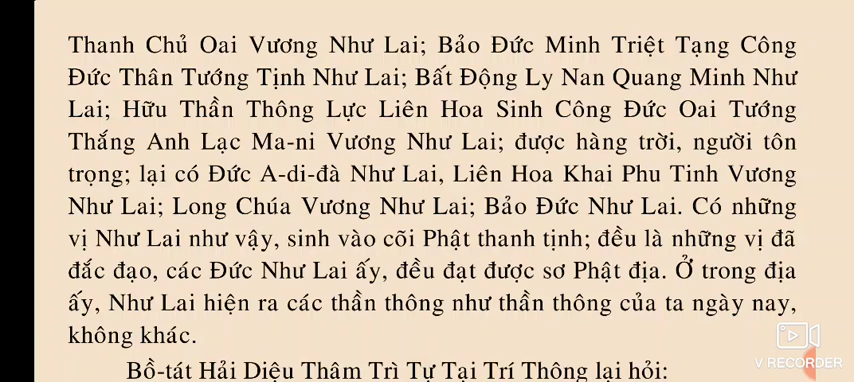 Thanh Chủ Oai Vương Như Lai; Bảo Đức Minh Triệt Tạng Công
Đức Thân Tướng Tịnh Như Lai; Bất Động Ly Nan Quang Minh Như
Lai; Hữu Thần Thông Lực Liên Hoa Sinh Công Đức Oai Tướng
Thắng Anh Lạc Ma-ni Vương Như Lai; được hàng trời, người tôn
trọng; lại có Đức A-di-đà Như Lai, Liên Hoa Khai Phu Tinh Vương
Như Lai; Long Chúa Vương Như Lai; Bảo Đức Như Lai. Có những
vị Như Lai như vậy, sinh vào cõi Phật thanh tịnh; đều là những vị đã
đắc đạo, các Đức Như Lai ấy, đều đạt được sơ Phật địa. Ở trong địa
ấy, Như Lai hiện ra các thần thông như thần thông của ta ngày nay,
không khác.
Bồ-tát Hải Diệu Thâm Trì Tự Tại Trí Thông lại hỏi:
V RECORDER